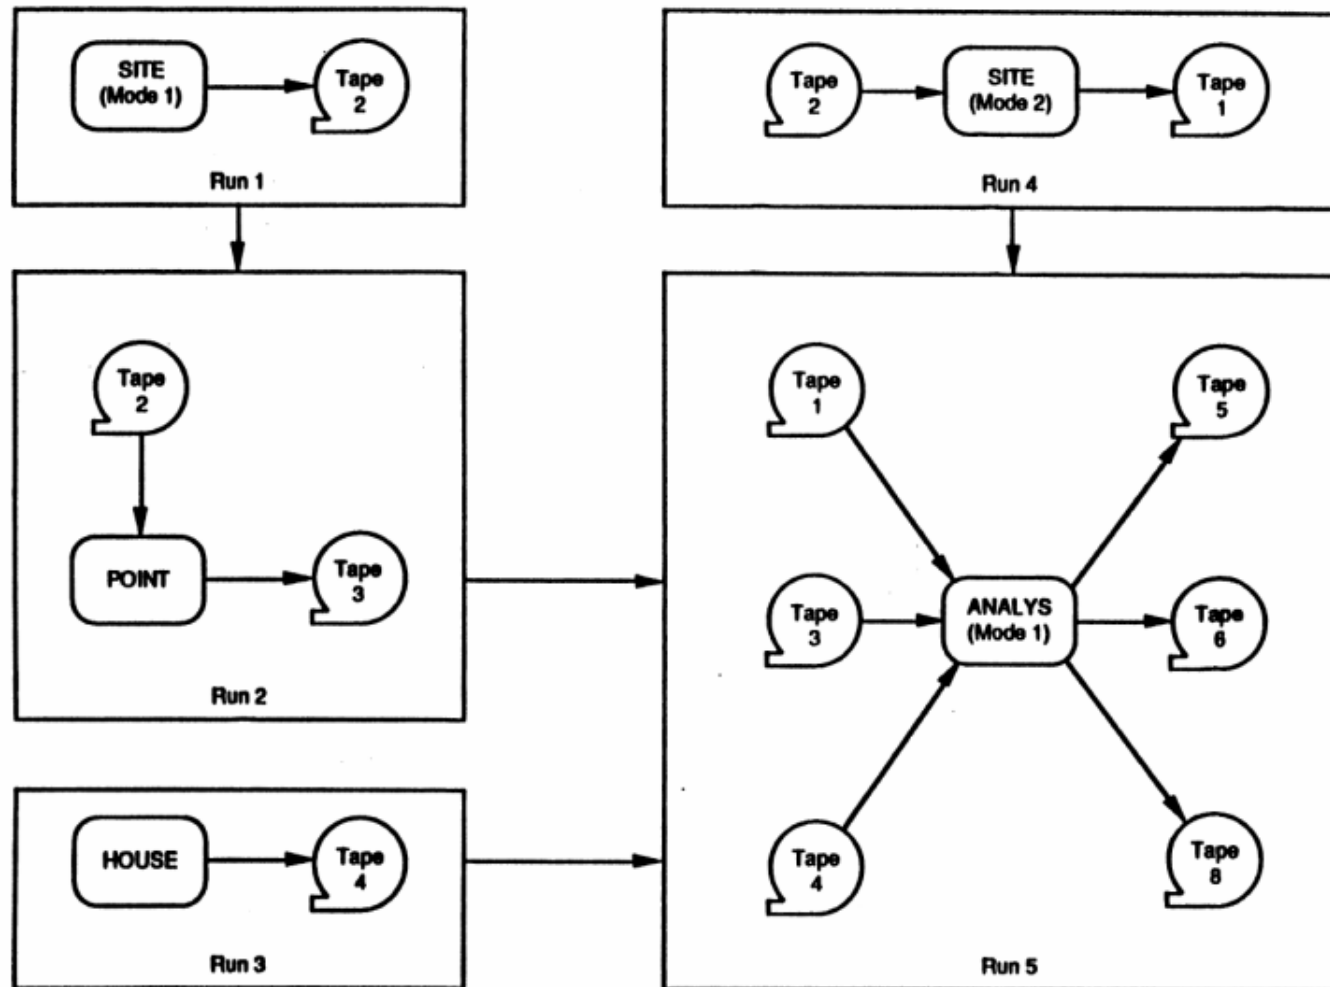 SITE
(Mode 1)
Tape
2
Run 1
Tape
2
SITE
(Mode 2)
Tape
1
Run 4
Tape
2
POINT
Tape
3
Run 2
HOUSE
Tape
4
Run 3
Tape
1
Tape
3
Tape
4
ANALYS
(Mode 1)
Tape
5
Tape
6
Tape
8
Run 5